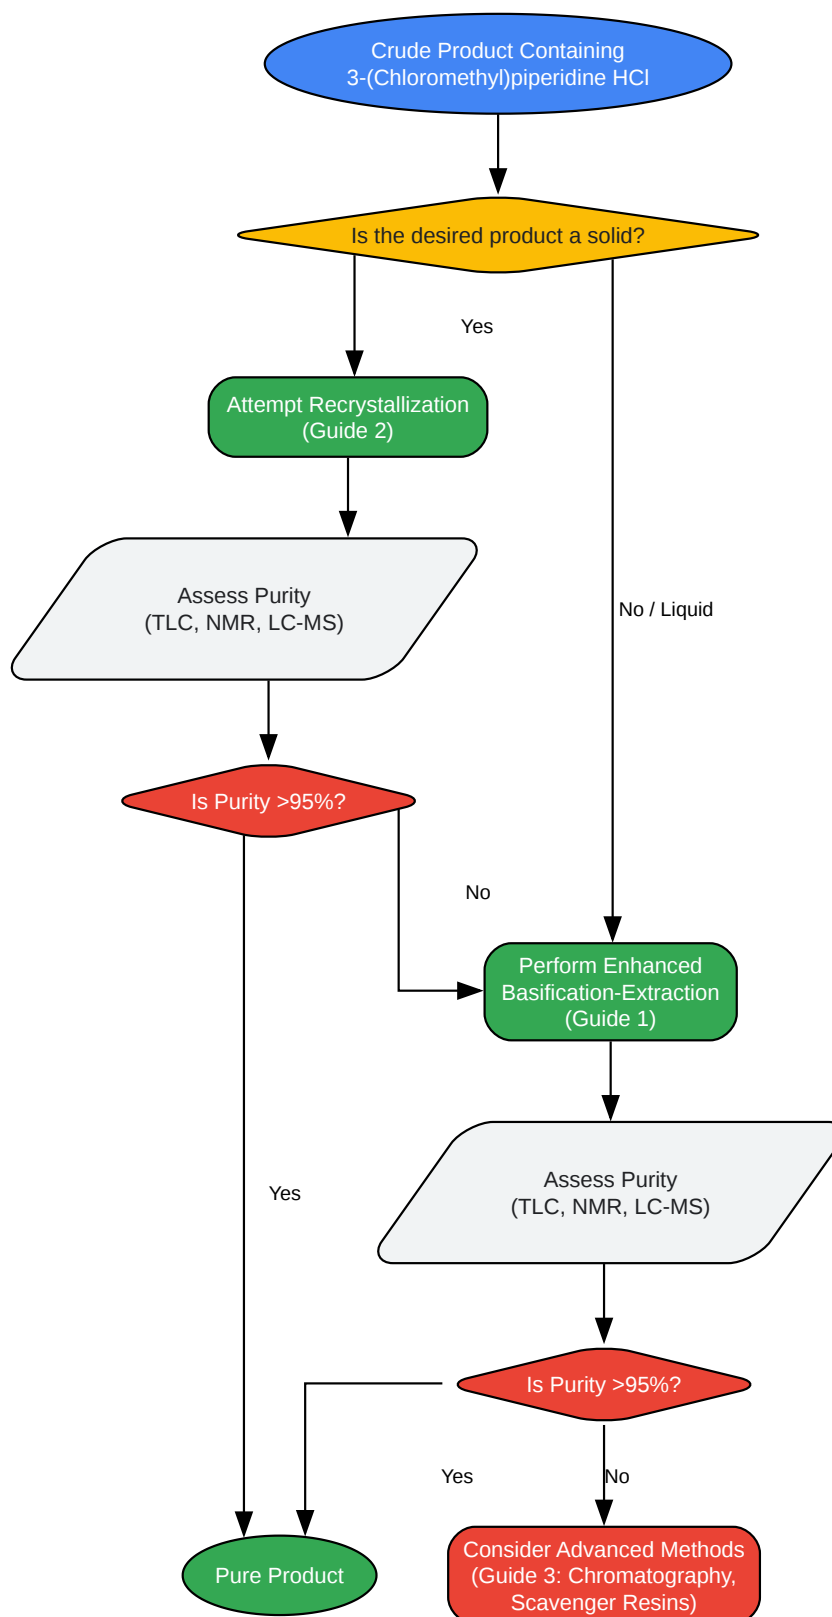 Crude Product Containing
3-(Chloromethyl)piperidine HCl
Is the desired product a solid?
Yes
Attempt Recrystallization
(Guide 2)
Assess Purity
(TLC, NMR, LC-MS)
No / Liquid
Is Purity >95%?
No
Perform Enhanced
Basification-Extraction
(Guide 1)
Assess Purity
(TLC, NMR, LC-MS)
Yes
Is Purity >95%?
Yes
No
Pure Product
Consider Advanced Methods
(Guide 3: Chromatography,
Scavenger Resins)